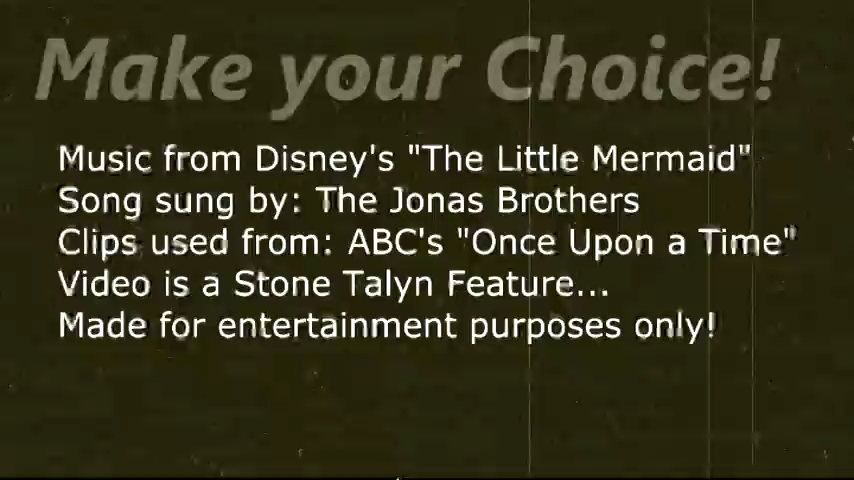 Make your Choice!
Music from Disney's "The Little Mermaid"
Song sung by: The Jonas Brothers
Clips used from: ABC's "Once Upon a Time"
Video is a Stone Talyn Feature...
Made for entertainment purposes only!